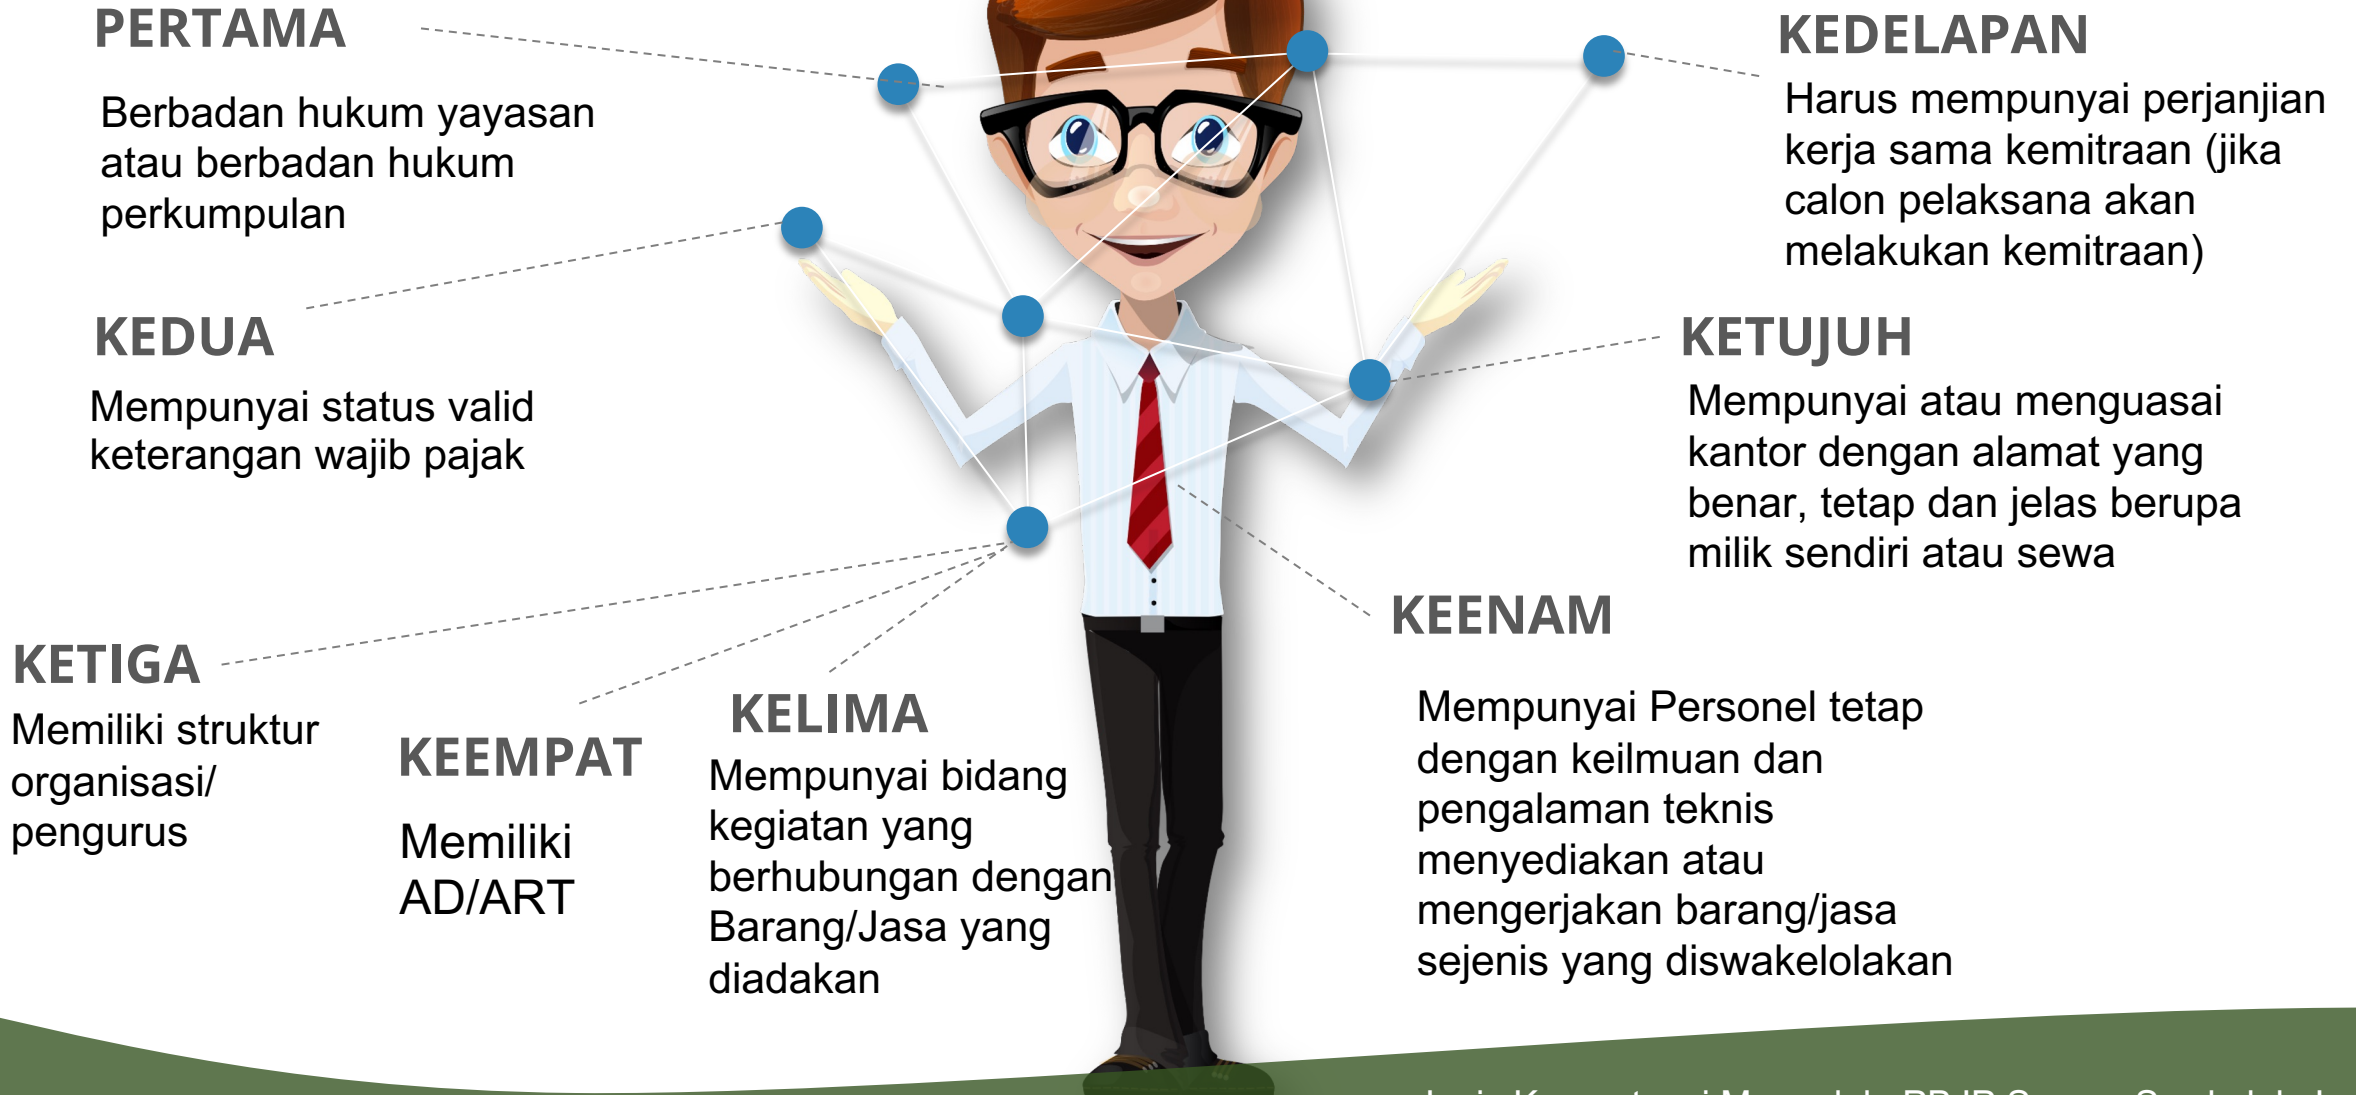 PERTAMA
Berbadan hukum yayasan
atau berbadan hukum
perkumpulan
KEDUA
Mempunyai status valid
keterangan wajib pajak
KETIGA
Memiliki struktur
organisasi/
pengurus
KEEMPAT
Memiliki
AD/ART
KELIMA
Mempunyai bidang
kegiatan yang
berhubungan dengan
Barang/Jasa yang
diadakan
KEENAM
Mempunyai Personel tetap
dengan keilmuan dan
pengalaman teknis
menyediakan atau
mengerjakan barang/jasa
sejenis yang diswakelolakan
KETUJUH
Mempunyai atau menguasai
kantor dengan alamat yang
benar, tetap dan jelas berupa
milik sendiri atau sewa
KEDELAPAN
Harus mempunyai perjanjian
kerja sama kemitraan (jika
calon pelaksana akan
melakukan kemitraan)